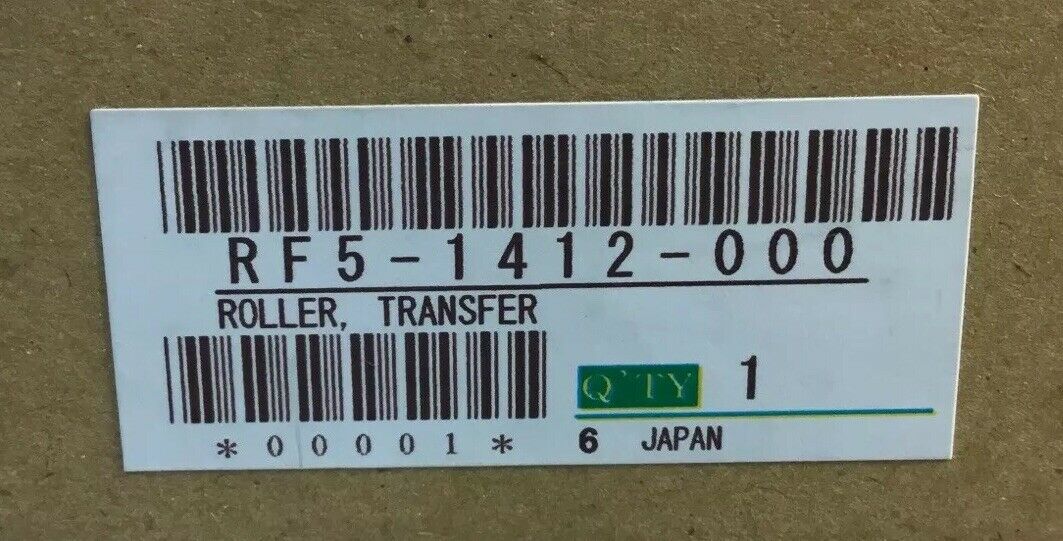 RF5-1412-000
ROLLER, TRANSFER
Q'TY 1
*00001*
6 JAPAN